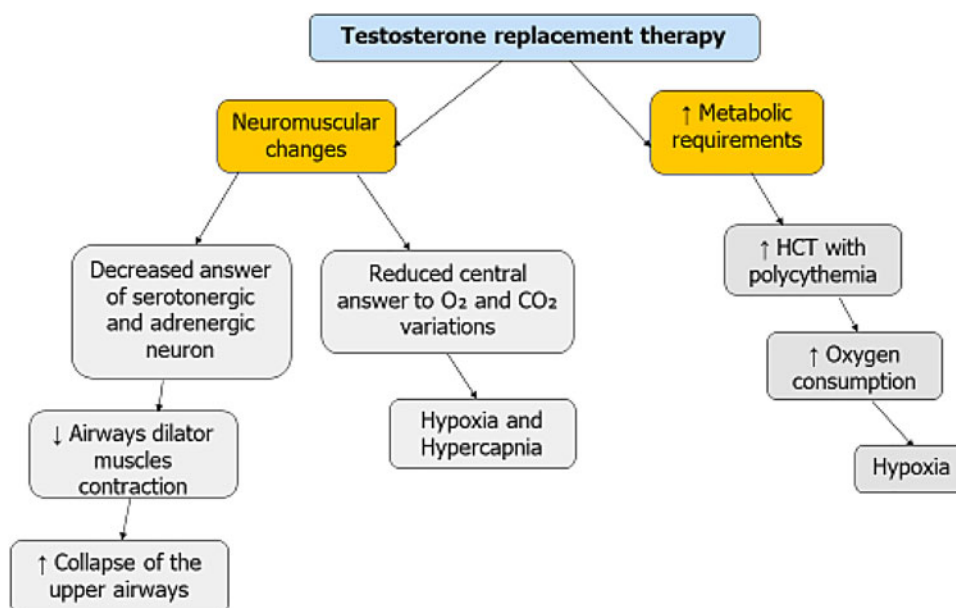 Testosterone replacement therapy
Neuromuscular
changes
↑ Metabolic
requirements
Decreased answer
of serotonergic
and adrenergic
neuron
Reduced central
answer to O₂ and CO₂
variations
↑ HCT with
polycythemia
↑ Oxygen
consumption
↓ Airways dilator
muscles
contraction
Hypoxia and
Hypercapnia
Hypoxia
↑ Collapse of the
upper airways